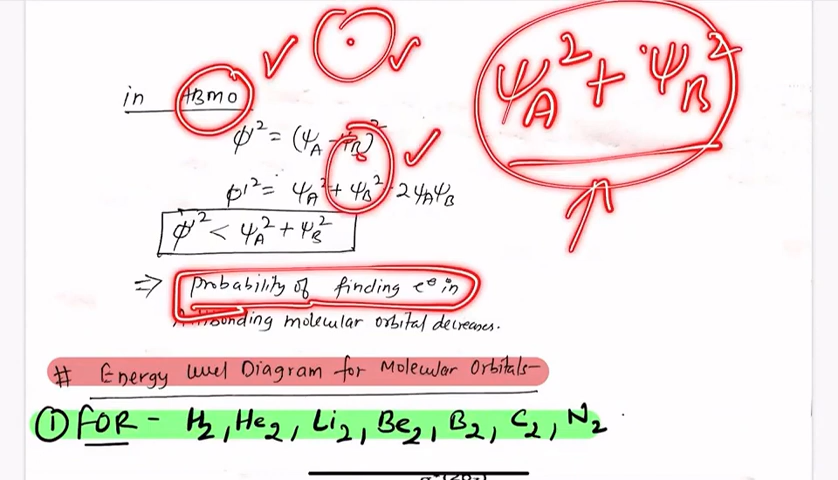 ψA² + ψB²
in ABMO
φ'² = (ψA - ψB)²
φ'² = ψA² + ψB² - 2ψAψB
φ'² < ψA² + ψB²
⇒ probability of finding e⊖ in
Antibonding molecular orbital decreases.
# Energy level Diagram for Molecular Orbitals-
① FOR - H₂, He₂, Li₂, Be₂, B₂, C₂, N₂